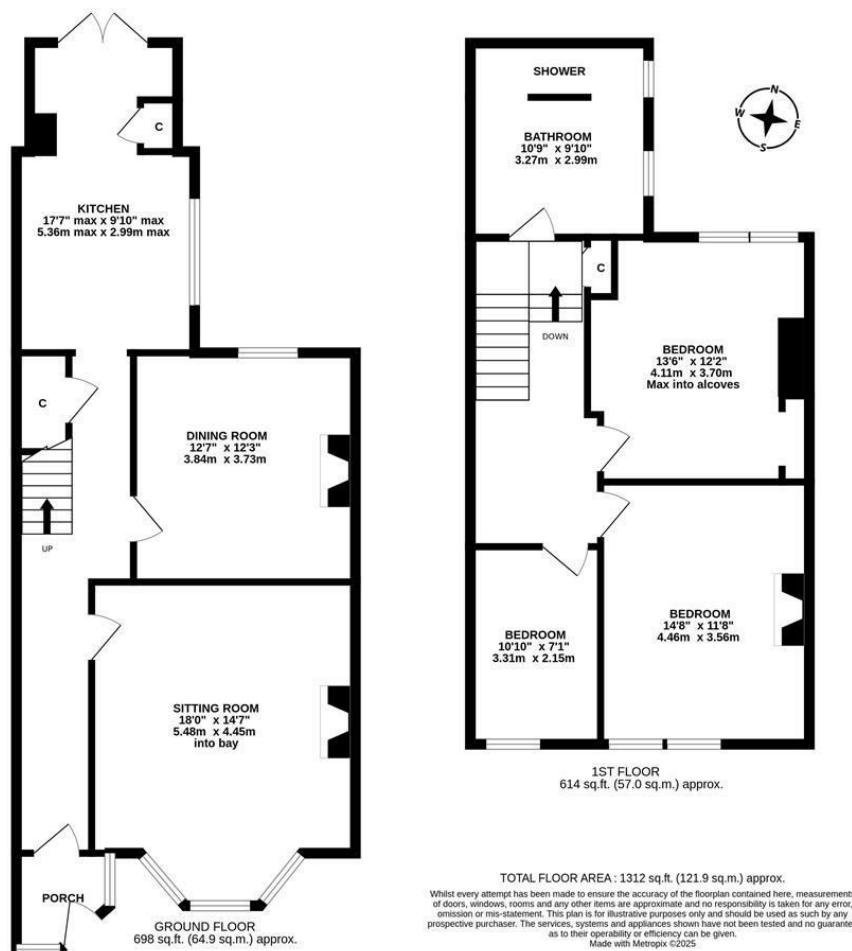 C
KITCHEN
17'7" max x 9'10" max
5.36m max x 2.99m max
C
DINING ROOM
12'7" x 12'3"
3.84m x 3.73m
UP
SITTING ROOM
18'0" x 14'7"
5.48m x 4.45m
into bay
PORCH
GROUND FLOOR
698 sq.ft. (64.9 sq.m.) approx.
SHOWER
BATHROOM
10'9" x 9'10"
3.27m x 2.99m
N
W
E
S
C
DOWN
BEDROOM
13'6" x 12'2"
4.11m x 3.70m
Max into alcoves
BEDROOM
14'8" x 11'8"
4.46m x 3.56m
BEDROOM
10'10" x 7'1"
3.31m x 2.15m
1ST FLOOR
614 sq.ft. (57.0 sq.m.) approx.
TOTAL FLOOR AREA : 1312 sq.ft. (121.9 sq.m.) approx.
Whilst every attempt has been made to ensure the accuracy of the floorplan contained here, measurements
of doors, windows, rooms and any other items are approximate and no responsibility is taken for any error,
omission or mis-statement. This plan is for illustrative purposes only and should be used as such by any
prospective purchaser. The services, systems and appliances shown have not been tested and no guarantee
as to their operability or efficiency can be given.
Made with Metropix ©2025